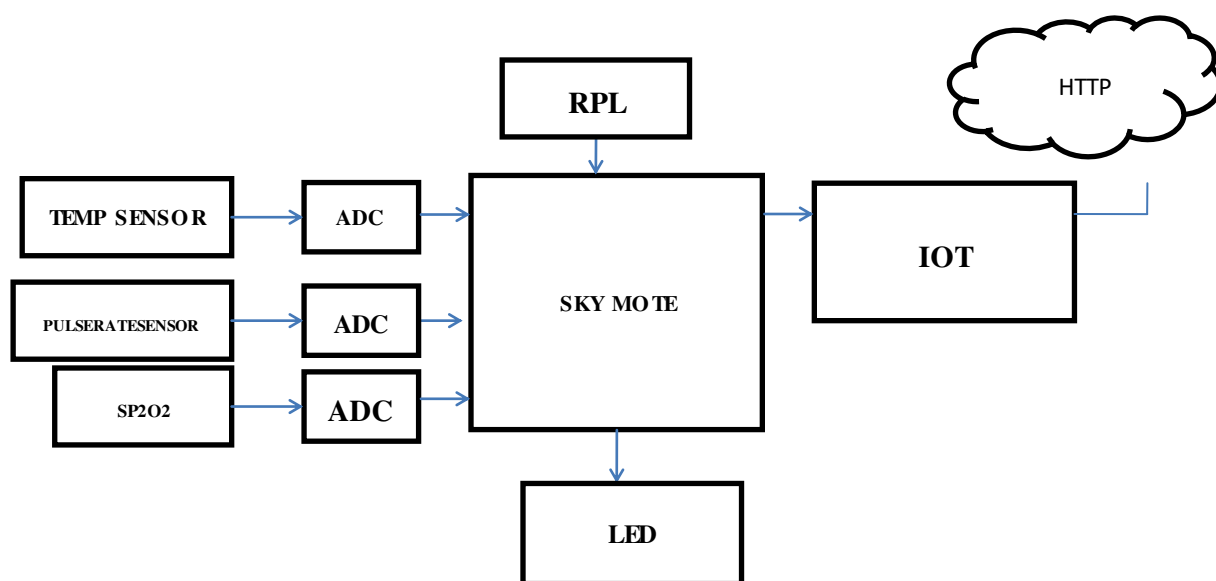 HTTP
RPL
TEMP SENSOR
ADC
IOT
SKY MOTE
PULSERATESENSOR
ADC
SP2O2
ADC
LED